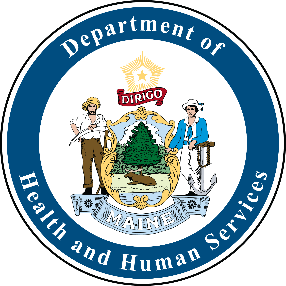 Department of
DIRIGO
MAINE
Health and Human Services